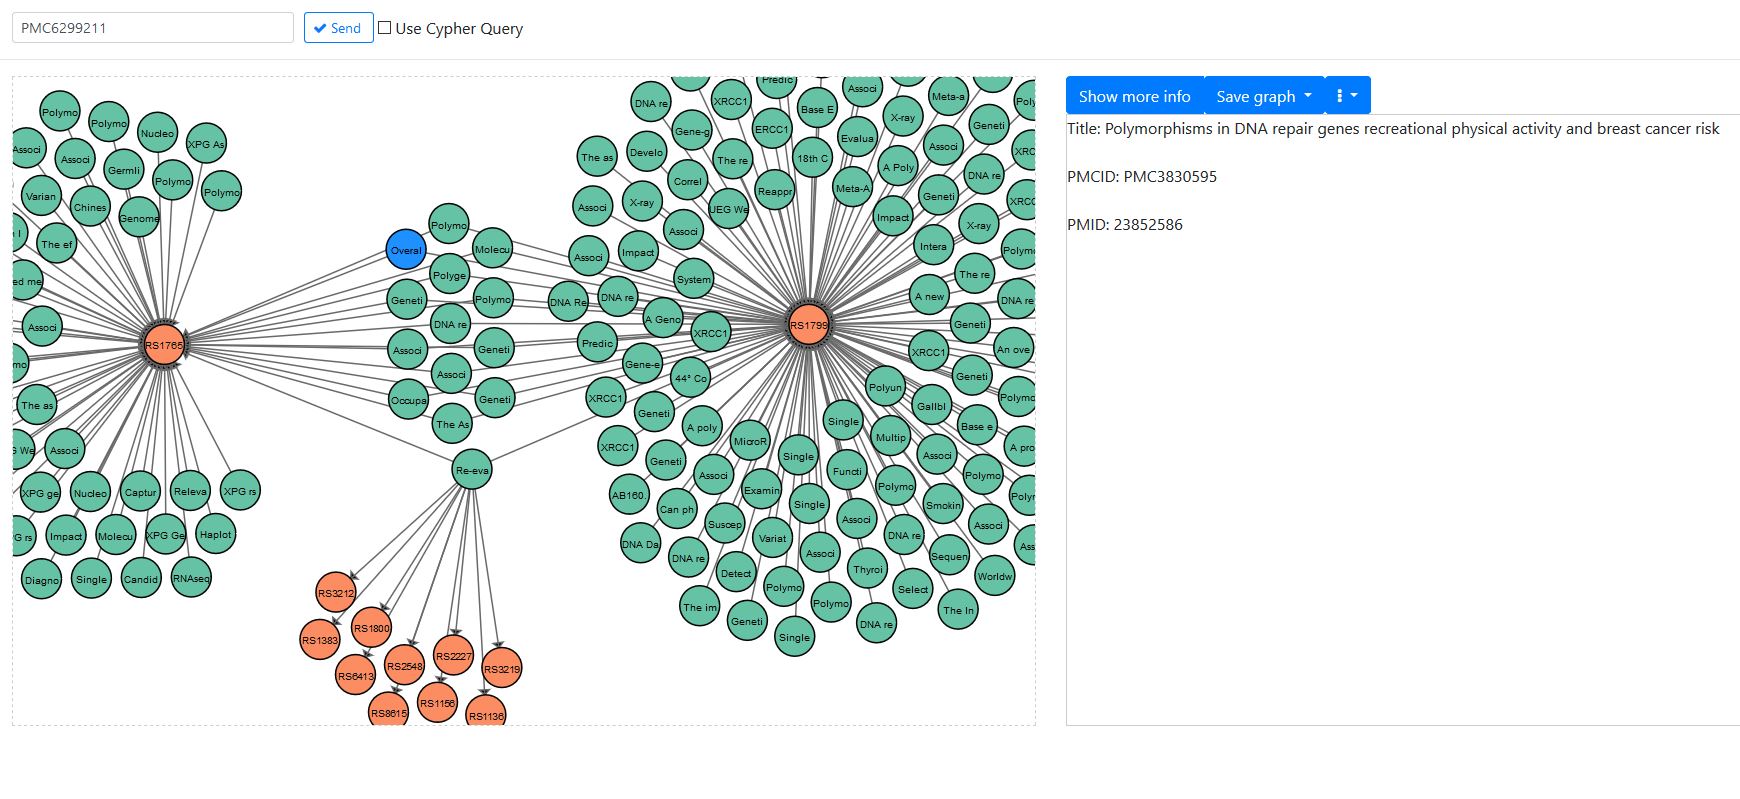 PMC6299211
Send
Use Cypher Query
Show more info
Save graph
Title: Polymorphisms in DNA repair genes recreational physical activity and breast cancer risk
PMCID: PMC3830595
PMID: 23852586
Polymo
Polymo
Nucleo
XPG As
Associ
Associ
Germli
Polymo
Polymo
Varian
Chines
Genome
The ef
ed me
Associ
RS1765
The as
Associ
XPG ge
Nucleo
Captur
Releva
XPG rs
G rs
Impact
Molecu
XPG Ge
Haplot
Diagno
Single
Candid
RNAseq
Polymo
Overal
Molecu
Polyge
Geneti
Polymo
DNA re
Associ
Geneti
Associ
Occupa
Geneti
The As
Re-eva
RS3212
RS1383
RS1800
RS6413
RS2548
RS2227
RS3219
RS8615
RS1156
RS1136
Predic
Associ
Meta-a
DNA re
XRCC1
Base E
X-ray
Geneti
Gene-g
ERCC1
Evalua
Associ
The as
Develo
The re
18th C
A Poly
DNA re
Correl
Reappr
Meta-A
Geneti
Associ
X-ray
UEG We
Impact
X-ray
Associ
Intera
Polymo
Associ
Impact
System
The re
A new
DNA re
DNA Re
DNA re
A Geno
XRCC1
RS1799
Geneti
Predic
XRCC1
An ove
Gene-e
44° Co
Geneti
Polyun
XRCC1
Geneti
Gallbl
Polymo
A poly
Single
Base e
XRCC1
MicroR
Multip
Geneti
Single
Associ
A pro
Associ
Functi
Polymo
AB160.
Examin
Polymo
Can ph
Single
Smokin
Suscep
Associ
Associ
DNA Da
Variat
DNA re
DNA re
Associ
Sequen
Detect
Thyroi
Worldw
Polymo
Select
The im
Polymo
The In
Geneti
DNA re
Single